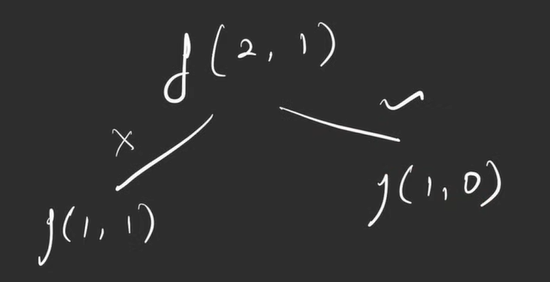 f(2, 1)
x ✓
f(1, 1) f(1, 0)